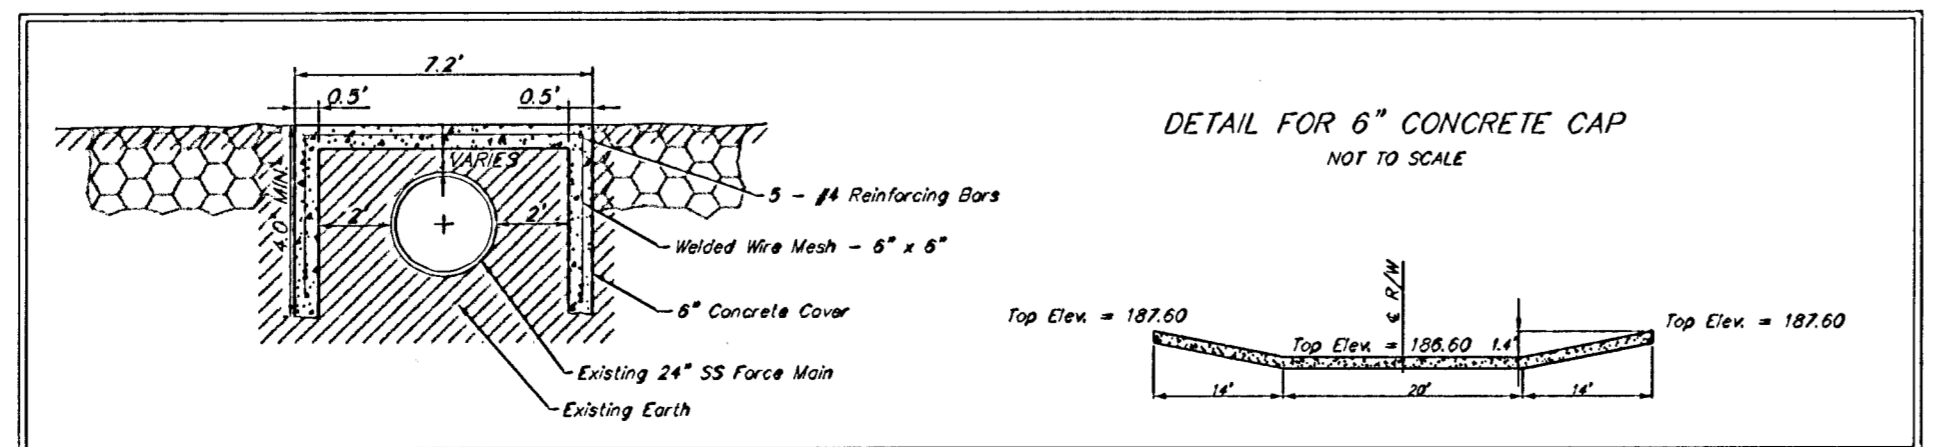 7.2'
0.5' 0.5'
VARIES
4.0' MIN.
2' 2'
5 - #4 Reinforcing Bars
Welded Wire Mesh - 6" x 6"
6" Concrete Cover
Existing 24" SS Force Main
Existing Earth
DETAIL FOR 6" CONCRETE CAP
NOT TO SCALE
℄ R/W
Top Elev. = 187.60
Top Elev. = 186.60 1.4'
Top Elev. = 187.60
14' 20' 14'